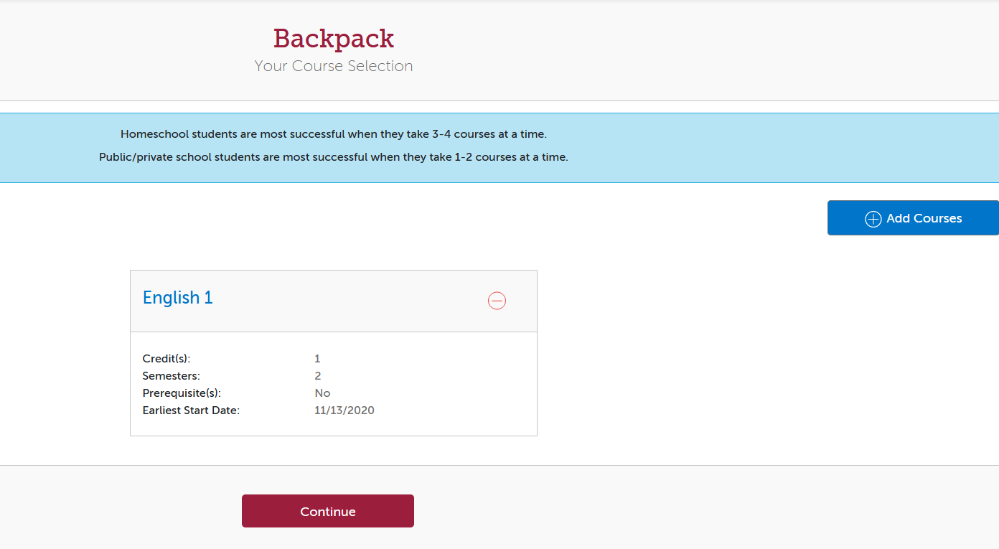 Backpack
Your Course Selection
Homeschool students are most successful when they take 3-4 courses at a time.
Public/private school students are most successful when they take 1-2 courses at a time.
Add Courses
English 1
Credit(s): 1
Semesters: 2
Prerequisite(s): No
Earliest Start Date: 11/13/2020
Continue